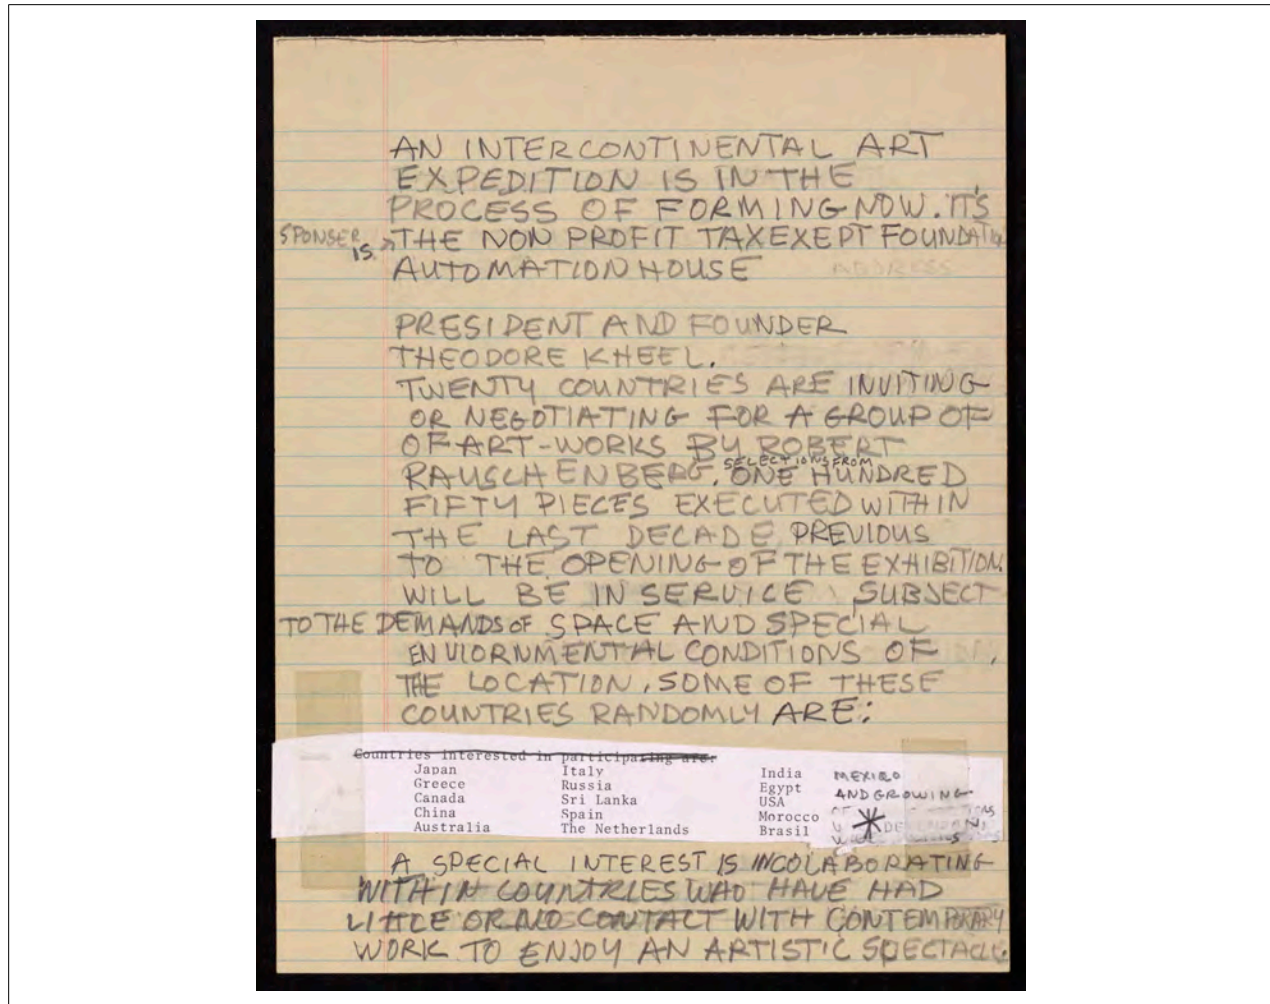 AN INTERCONTINENTAL ART
EXPEDITION IS IN THE
PROCESS OF FORMING NOW. IT'S
SPONSER IS THE NON PROFIT TAXEXEPT FOUNDATION
AUTOMATION HOUSE ADDRESS
PRESIDENT AND FOUNDER
THEODORE KHEEL.
TWENTY COUNTRIES ARE INVITING
OR NEGOTIATING FOR A GROUP OF
OF ART-WORKS BY ROBERT
RAUSCHENBERG. SELECTIONS FROM ONE HUNDRED
FIFTY PIECES EXECUTED WITHIN
THE LAST DECADE PREVIOUS
TO THE OPENING OF THE EXHIBITION.
WILL BE IN SERVICE SUBJECT
TO THE DEMANDS OF SPACE AND SPECIAL
ENVIORNMENTAL CONDITIONS OF
THE LOCATION. SOME OF THESE
COUNTRIES RANDOMLY ARE:
Countries interested in participating are:
Japan Italy India MEXICO
Greece Russia Egypt AND GROWING
Canada Sri Lanka USA
China Spain Morocco
Australia The Netherlands Brasil
A SPECIAL INTEREST IS IN COLABORATING
WITHIN COUNTRIES WHO HAVE HAD
LITTLE OR NO CONTACT WITH CONTEMPORARY
WORK TO ENJOY AN ARTISTIC SPECTACLE